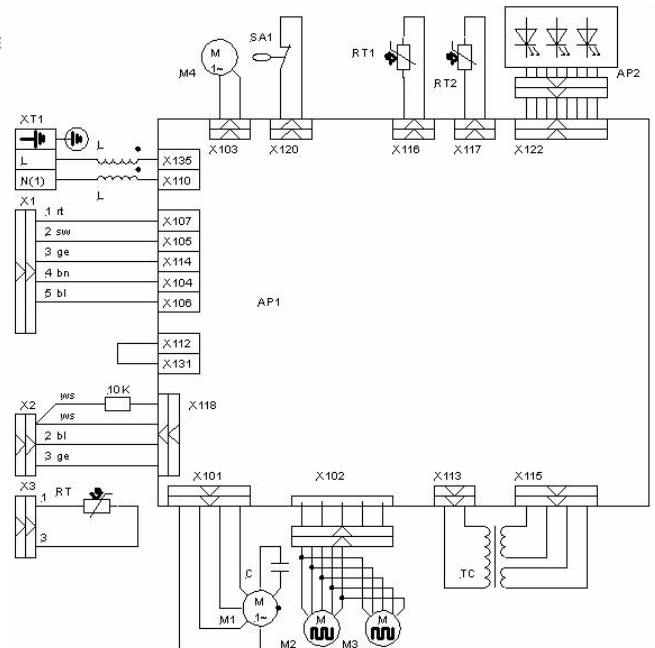 SA1
M
1~
M4
RT1
RT2
AP2
XT1
L
X103
X120
X116
X117
X122
L
X135
N(1)
X110
L
X1
1 rt
X107
2 sw
X105
3 ge
X114
4 bn
X104
5 bl
X106
AP1
X112
X131
ws
10K
X2
ws
X118
2 bl
3 ge
X3
X101
X102
X113
X115
1
RT
3
C
TC
M
1~
M1
M
M
M2
M3